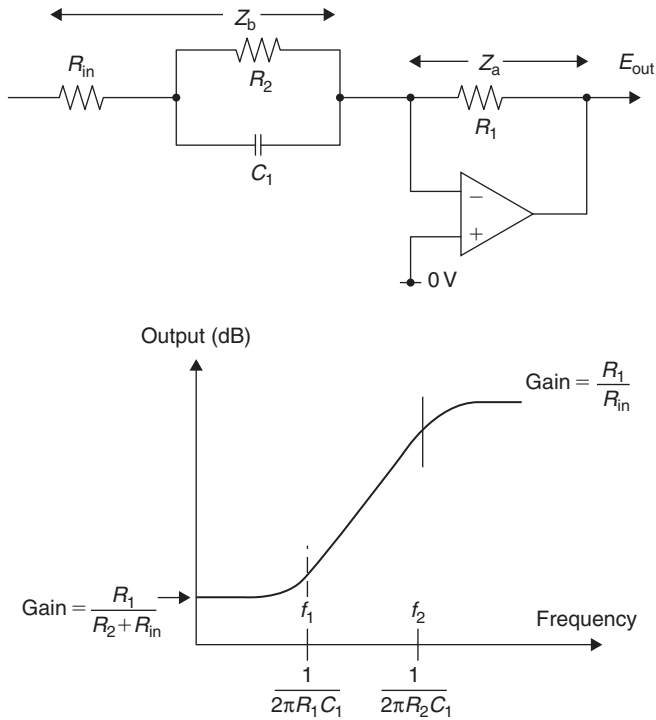 Z_b
R_in
R_2
C_1
Z_a
E_out
R_1
−
+
0 V
Output (dB)
Gain = R_1/R_in
Gain = R_1/(R_2 + R_in)
f_1
f_2
Frequency
1/(2πR_1C_1)
1/(2πR_2C_1)